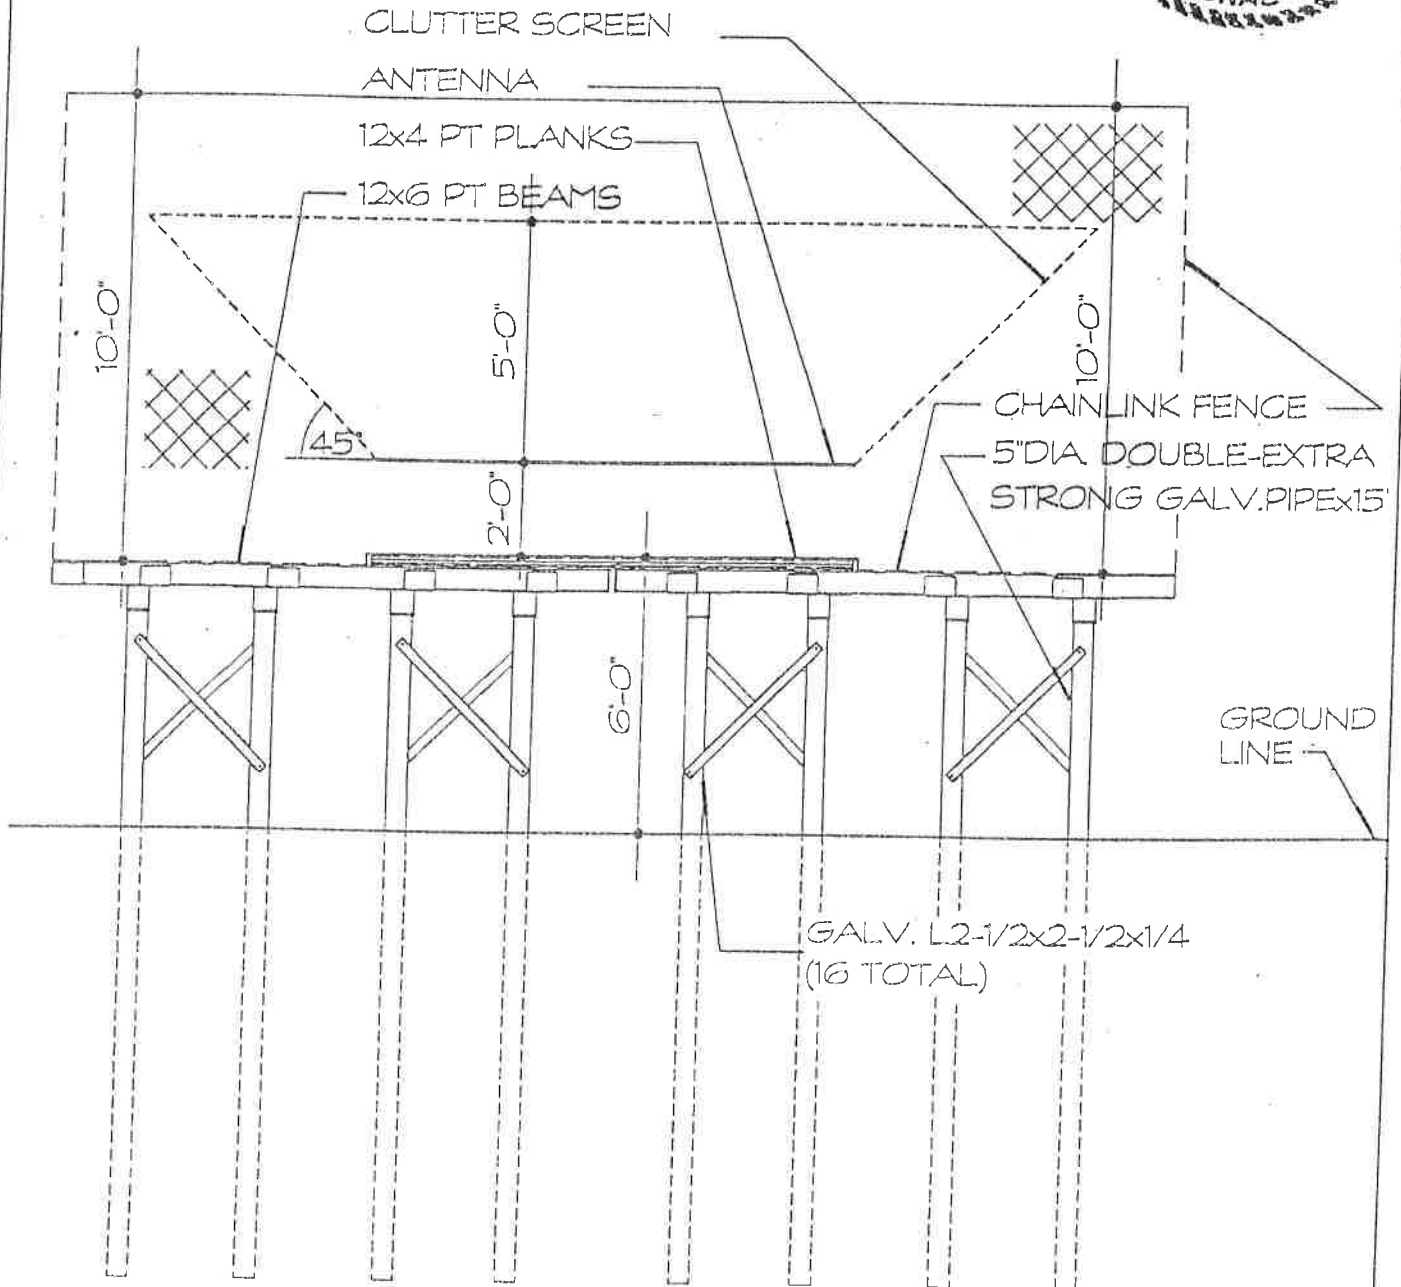 CLUTTER SCREEN
ANTENNA
12x4 PT PLANKS
12x6 PT BEAMS
10'-0"
5'-0"
10'-0"
45°
2'-0"
CHAINLINK FENCE
5"DIA. DOUBLE-EXTRA
STRONG GALV.PIPEx15'
6'-0"
GROUND
LINE
GALV. L2-1/2x2-1/2x1/4
(16 TOTAL)